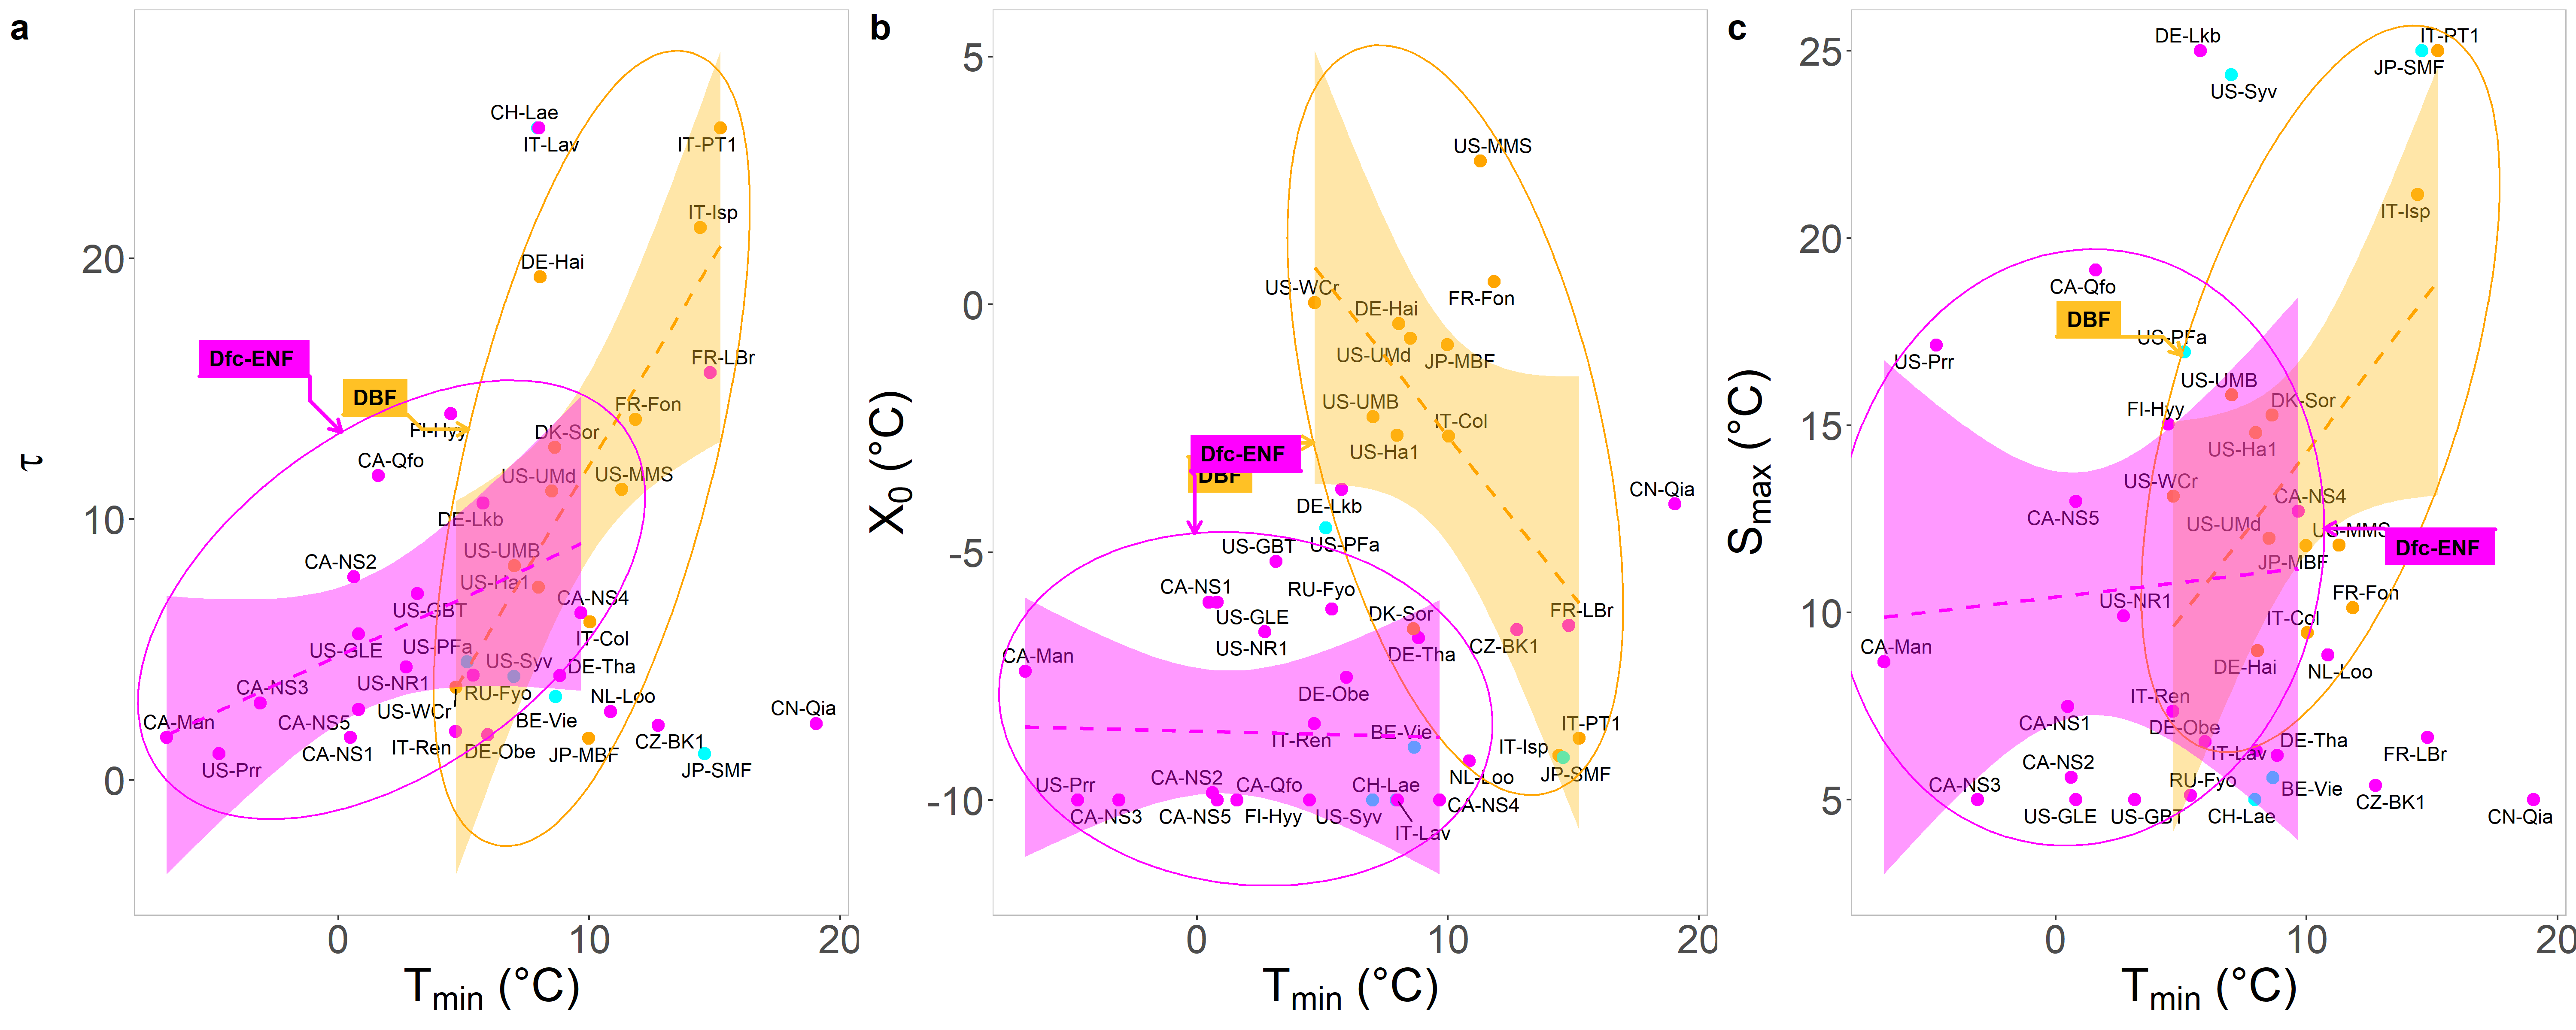 a
τ
20
10
0
0
10
20
Tmin (°C)
CH-Lae
IT-Lav
IT-PT1
IT-Isp
DE-Hai
Dfc-ENF
FR-LBr
DBF
FR-Fon
FI-Hyy
DK-Sor
CA-Qfo
US-UMd
US-MMS
DE-Lkb
US-UMB
CA-NS2
US-Ha1
CA-NS4
US-GBT
IT-Col
US-GLE
US-PFa
US-Syv
DE-Tha
US-NR1
CA-NS3
RU-Fyo
NL-Loo
CN-Qia
CA-Man
CA-NS5
US-WCr
BE-Vie
CZ-BK1
CA-NS1
IT-Ren
DE-Obe
JP-MBF
US-Prr
JP-SMF
b
X0 (°C)
5
0
-5
-10
0
10
20
Tmin (°C)
US-MMS
US-WCr
FR-Fon
DE-Hai
US-UMd
JP-MBF
US-UMB
IT-Col
US-Ha1
Dfc-ENF
DBF
CN-Qia
DE-Lkb
US-GBT
US-PFa
CA-NS1
RU-Fyo
US-GLE
DK-Sor
FR-LBr
US-NR1
CZ-BK1
CA-Man
DE-Tha
DE-Obe
IT-PT1
IT-Ren
BE-Vie
IT-Isp
US-Prr
CA-NS2
CA-Qfo
CH-Lae
NL-Loo
JP-SMF
CA-NS3
CA-NS5
FI-Hyy
US-Syv
CA-NS4
IT-Lav
c
Smax (°C)
25
20
15
10
5
0
10
20
Tmin (°C)
DE-Lkb
IT-PT1
JP-SMF
US-Syv
IT-Isp
CA-Qfo
DBF
US-PFa
US-Prr
US-UMB
FI-Hyy
DK-Sor
US-Ha1
US-WCr
CA-NS4
CA-NS5
US-UMd
US-MMS
Dfc-ENF
JP-MBF
US-NR1
FR-Fon
IT-Col
CA-Man
DE-Hai
NL-Loo
IT-Ren
CA-NS1
DE-Obe
DE-Tha
IT-Lav
FR-LBr
CA-NS2
RU-Fyo
CA-NS3
BE-Vie
CZ-BK1
US-GLE
US-GBT
CH-Lae
CN-Qia